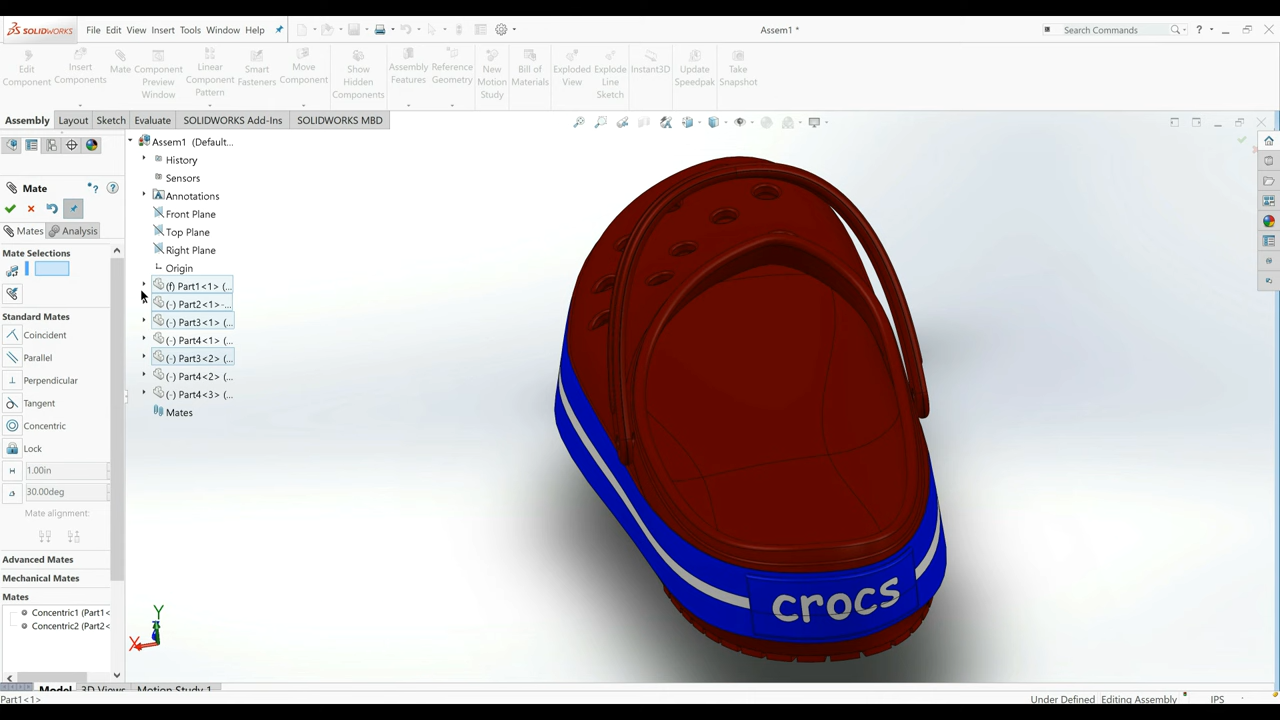 SOLIDWORKS File Edit View Insert Tools Window Help Assem1 * Search Commands
Edit Component
Insert Components
Mate
Component Preview Window
Linear Component Pattern
Smart Fasteners
Move Component
Show Hidden Components
Assembly Features
Reference Geometry
New Motion Study
Bill of Materials
Exploded View
Explode Line Sketch
Instant3D
Update Speedpak
Take Snapshot
Assembly Layout Sketch Evaluate SOLIDWORKS Add-Ins SOLIDWORKS MBD
Mate
Mates Analysis
Mate Selections
Standard Mates
Coincident
Parallel
Perpendicular
Tangent
Concentric
Lock
1.00in
30.00deg
Mate alignment:
Advanced Mates
Mechanical Mates
Mates
Concentric1 (Part1<
Concentric2 (Part2<
Assem1 (Default...
History
Sensors
Annotations
Front Plane
Top Plane
Right Plane
Origin
(f) Part1<1> (...
(-) Part2<1> -...
(-) Part3<1> (...
(-) Part4<1> (...
(-) Part3<2> (...
(-) Part4<2> (...
(-) Part4<3> (...
Mates
crocs
Y
X
Model 3D Views Motion Study 1
Part1<1> Under Defined Editing Assembly IPS